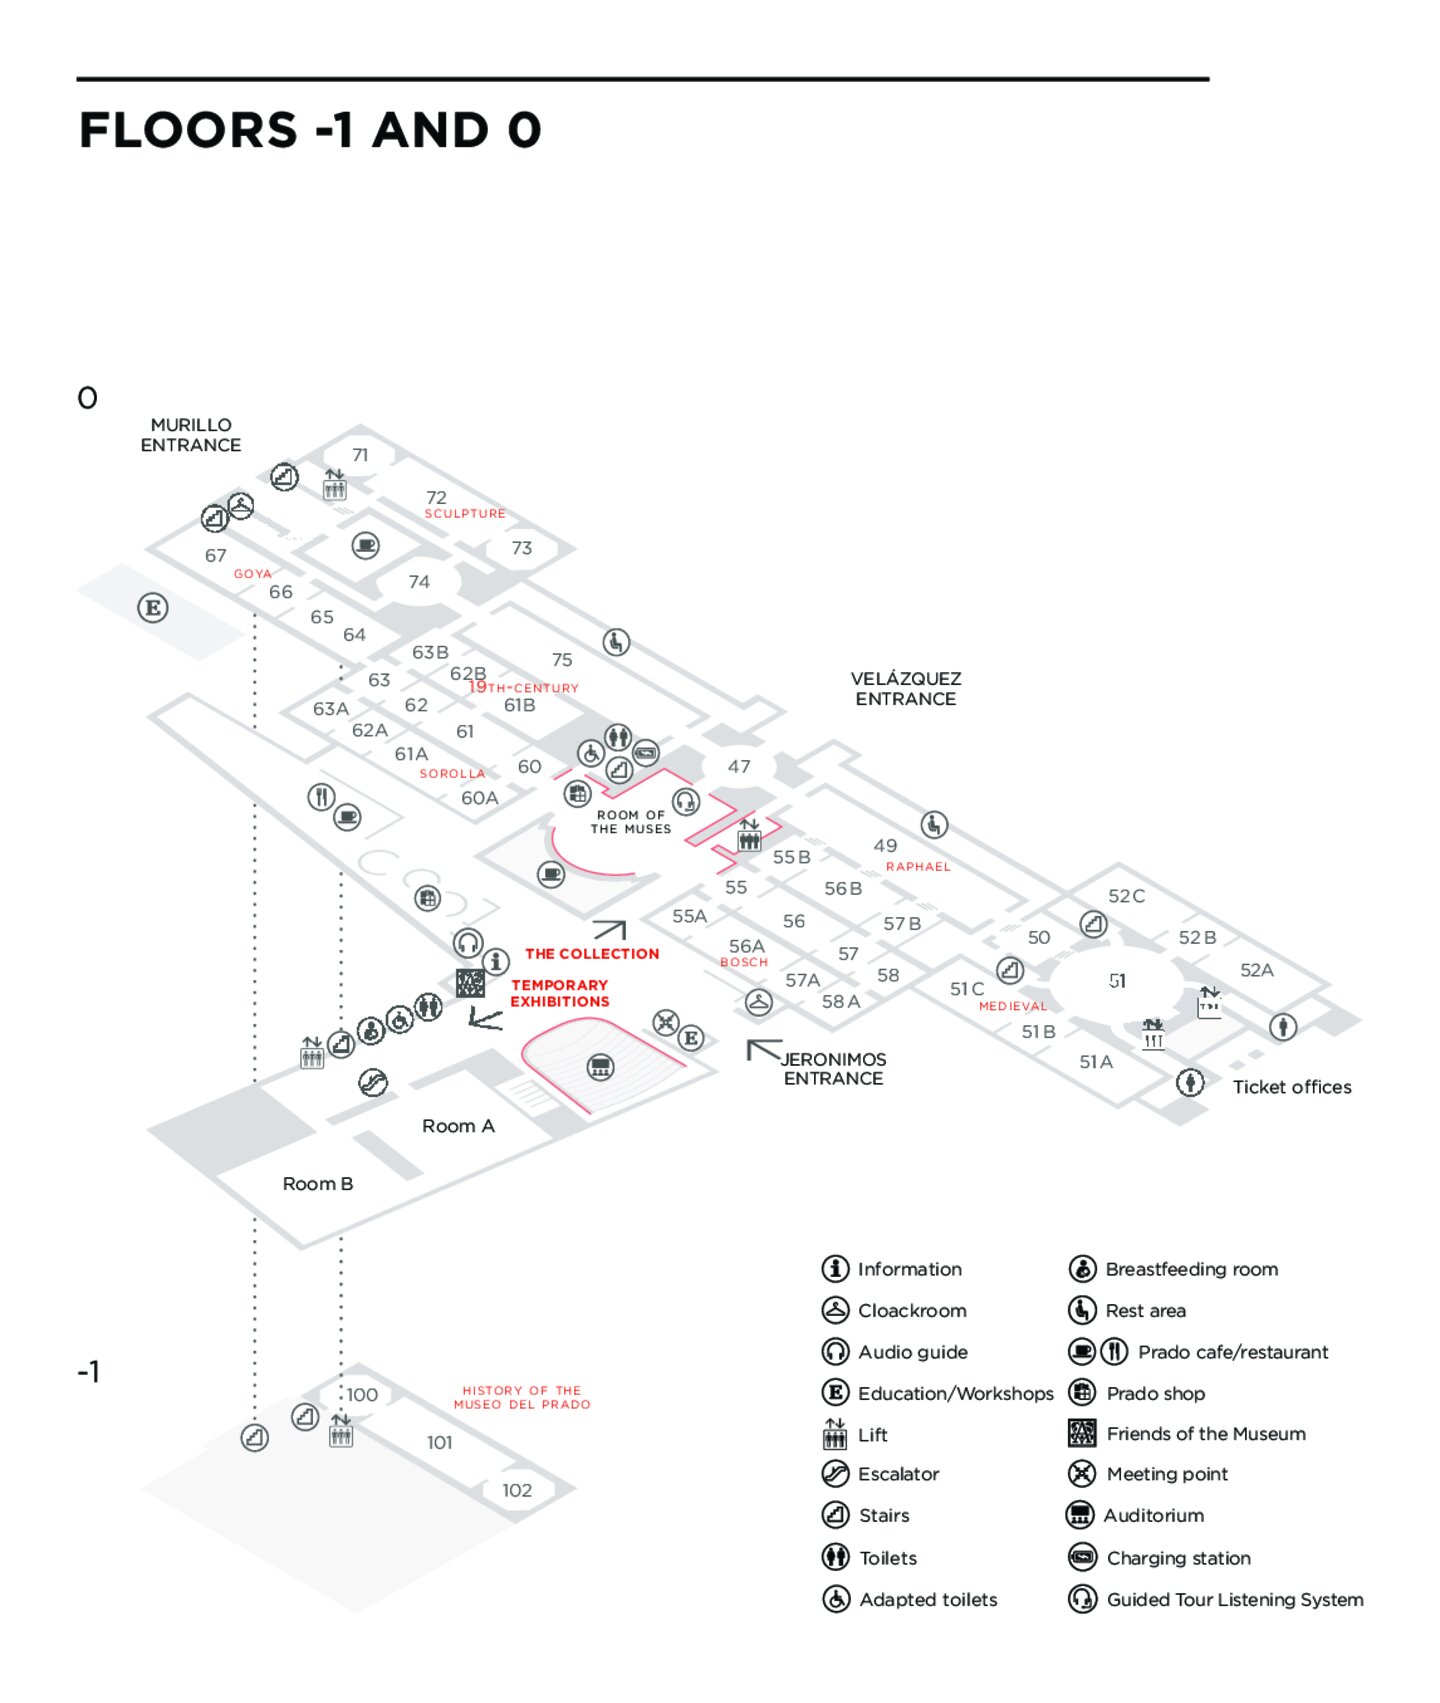 FLOORS -1 AND 0
0
MURILLO
ENTRANCE
71
72
SCULPTURE
73
67
GOYA
66
74
E
65
64
63B
75
62B
19TH-CENTURY
63
63A
62
61B
62A
61
61A
SOROLLA
60
60A
VELÁZQUEZ
ENTRANCE
47
ROOM OF
THE MUSES
55B
49
RAPHAEL
55
56B
52C
55A
56
57B
50
52B
56A
BOSCH
57
52A
57A
58
51C
51
58A
MEDIEVAL
51B
51A
THE COLLECTION
TEMPORARY
EXHIBITIONS
i
E
JERONIMOS
ENTRANCE
Ticket offices
Room A
Room B
-1
100
HISTORY OF THE
MUSEO DEL PRADO
101
102
i Information
Cloackroom
Audio guide
E Education/Workshops
Lift
Escalator
Stairs
Toilets
Adapted toilets
Breastfeeding room
Rest area
Prado cafe/restaurant
Prado shop
Friends of the Museum
Meeting point
Auditorium
Charging station
Guided Tour Listening System